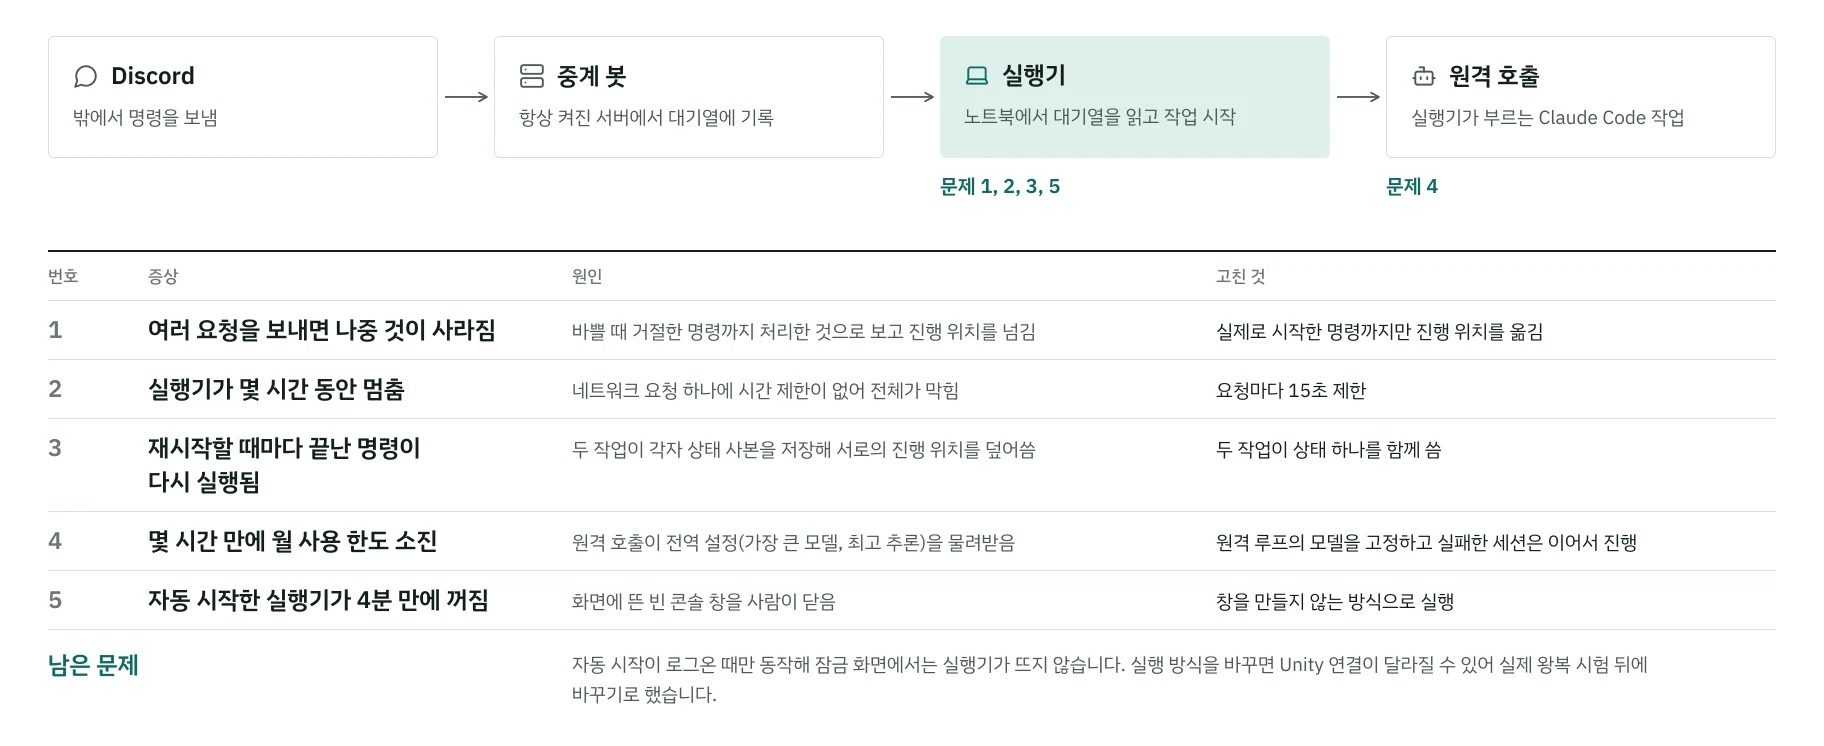 Discord
밖에서 명령을 보냄
중계 봇
항상 켜진 서버에서 대기열에 기록
실행기
노트북에서 대기열을 읽고 작업 시작
원격 호출
실행기가 부르는 Claude Code 작업
문제 1, 2, 3, 5
문제 4
번호 증상 원인 고친 것
1 여러 요청을 보내면 나중 것이 사라짐 바쁠 때 거절한 명령까지 처리한 것으로 보고 진행 위치를 넘김 실제로 시작한 명령까지만 진행 위치를 옮김
2 실행기가 몇 시간 동안 멈춤 네트워크 요청 하나에 시간 제한이 없어 전체가 막힘 요청마다 15초 제한
3 재시작할 때마다 끝난 명령이 두 작업이 각자 상태 사본을 저장해 서로의 진행 위치를 덮어씀 두 작업이 상태 하나를 함께 씀
다시 실행됨
4 몇 시간 만에 월 사용 한도 소진 원격 호출이 전역 설정(가장 큰 모델, 최고 추론)을 물려받음 원격 루프의 모델을 고정하고 실패한 세션은 이어서 진행
5 자동 시작한 실행기가 4분 만에 꺼짐 화면에 뜬 빈 콘솔 창을 사람이 닫음 창을 만들지 않는 방식으로 실행
남은 문제 자동 시작이 로그온 때만 동작해 잠금 화면에서는 실행기가 뜨지 않습니다. 실행 방식을 바꾸면 Unity 연결이 달라질 수 있어 실제 왕복 시험 뒤에
바꾸기로 했습니다.